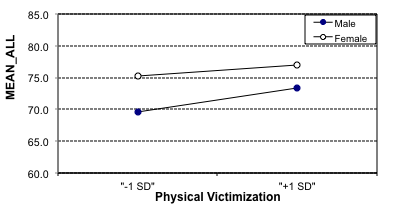 85.0
80.0
75.0
70.0
65.0
60.0
MEAN_ALL
Male
Female
"-1 SD"
"+1 SD"
Physical Victimization